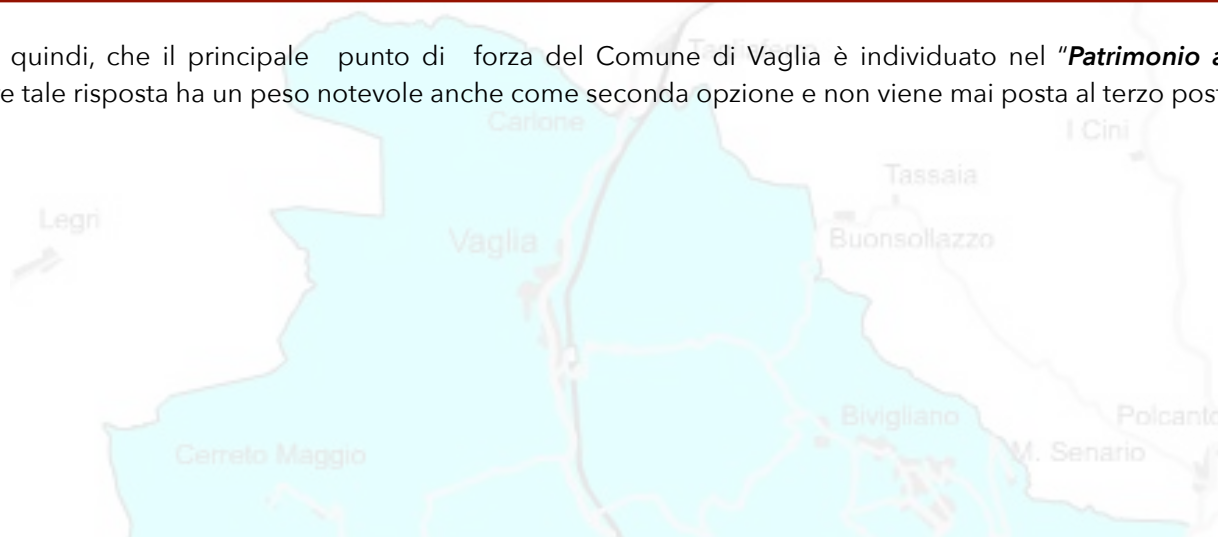 quindi, che il principale punto di forza del Comune di Vaglia è individuato nel “Patrimonio a
e tale risposta ha un peso notevole anche come seconda opzione e non viene mai posta al terzo post
Carlone
I Cini
Tassaia
Legri
Vaglia
Buonsollazzo
Bivigliano
Polcanto
Cerreto Maggio
M. Senario